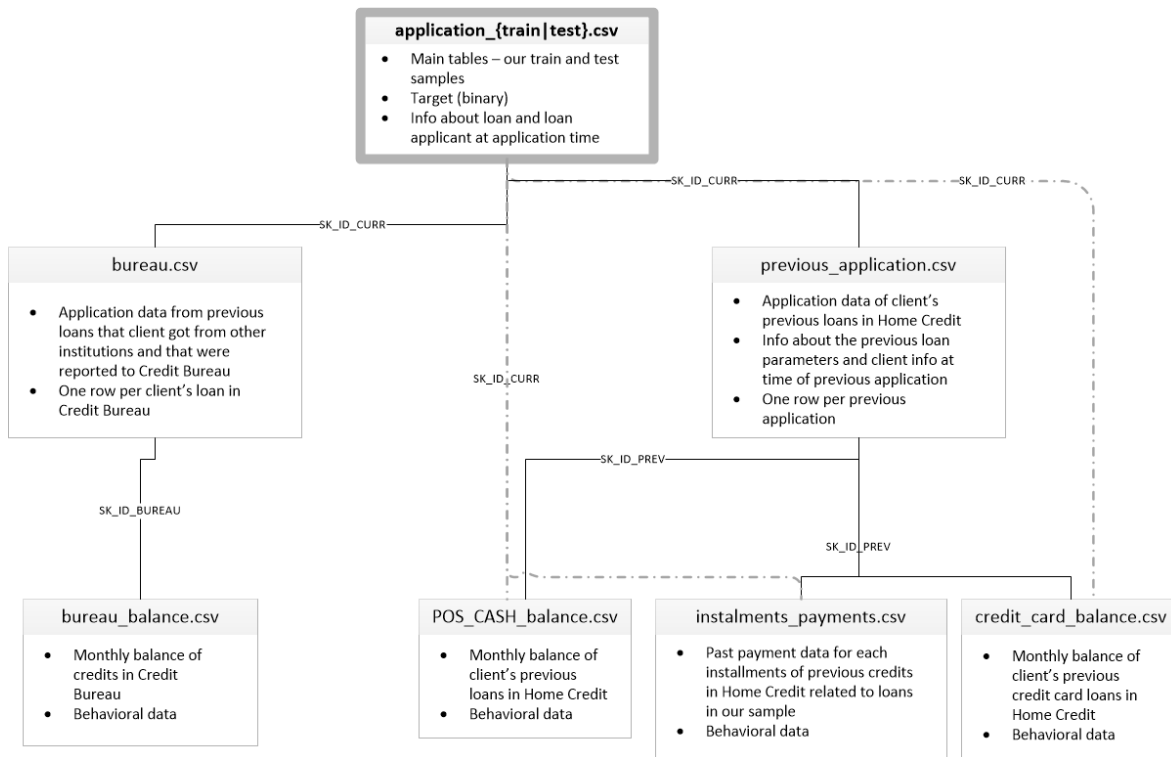 application_{train|test}.csv
• Main tables – our train and test
samples
• Target (binary)
• Info about loan and loan
applicant at application time
SK_ID_CURR
SK_ID_CURR
SK_ID_CURR
bureau.csv
• Application data from previous
loans that client got from other
institutions and that were
reported to Credit Bureau
• One row per client's loan in
Credit Bureau
previous_application.csv
• Application data of client's
previous loans in Home Credit
• Info about the previous loan
parameters and client info at
time of previous application
• One row per previous
application
SK_ID_CURR
SK_ID_PREV
SK_ID_BUREAU
SK_ID_PREV
bureau_balance.csv
• Monthly balance of
credits in Credit
Bureau
• Behavioral data
POS_CASH_balance.csv
• Monthly balance of
client's previous
loans in Home Credit
• Behavioral data
instalments_payments.csv
• Past payment data for each
installments of previous credits
in Home Credit related to loans
in our sample
• Behavioral data
credit_card_balance.csv
• Monthly balance of
client's previous
credit card loans in
Home Credit
• Behavioral data